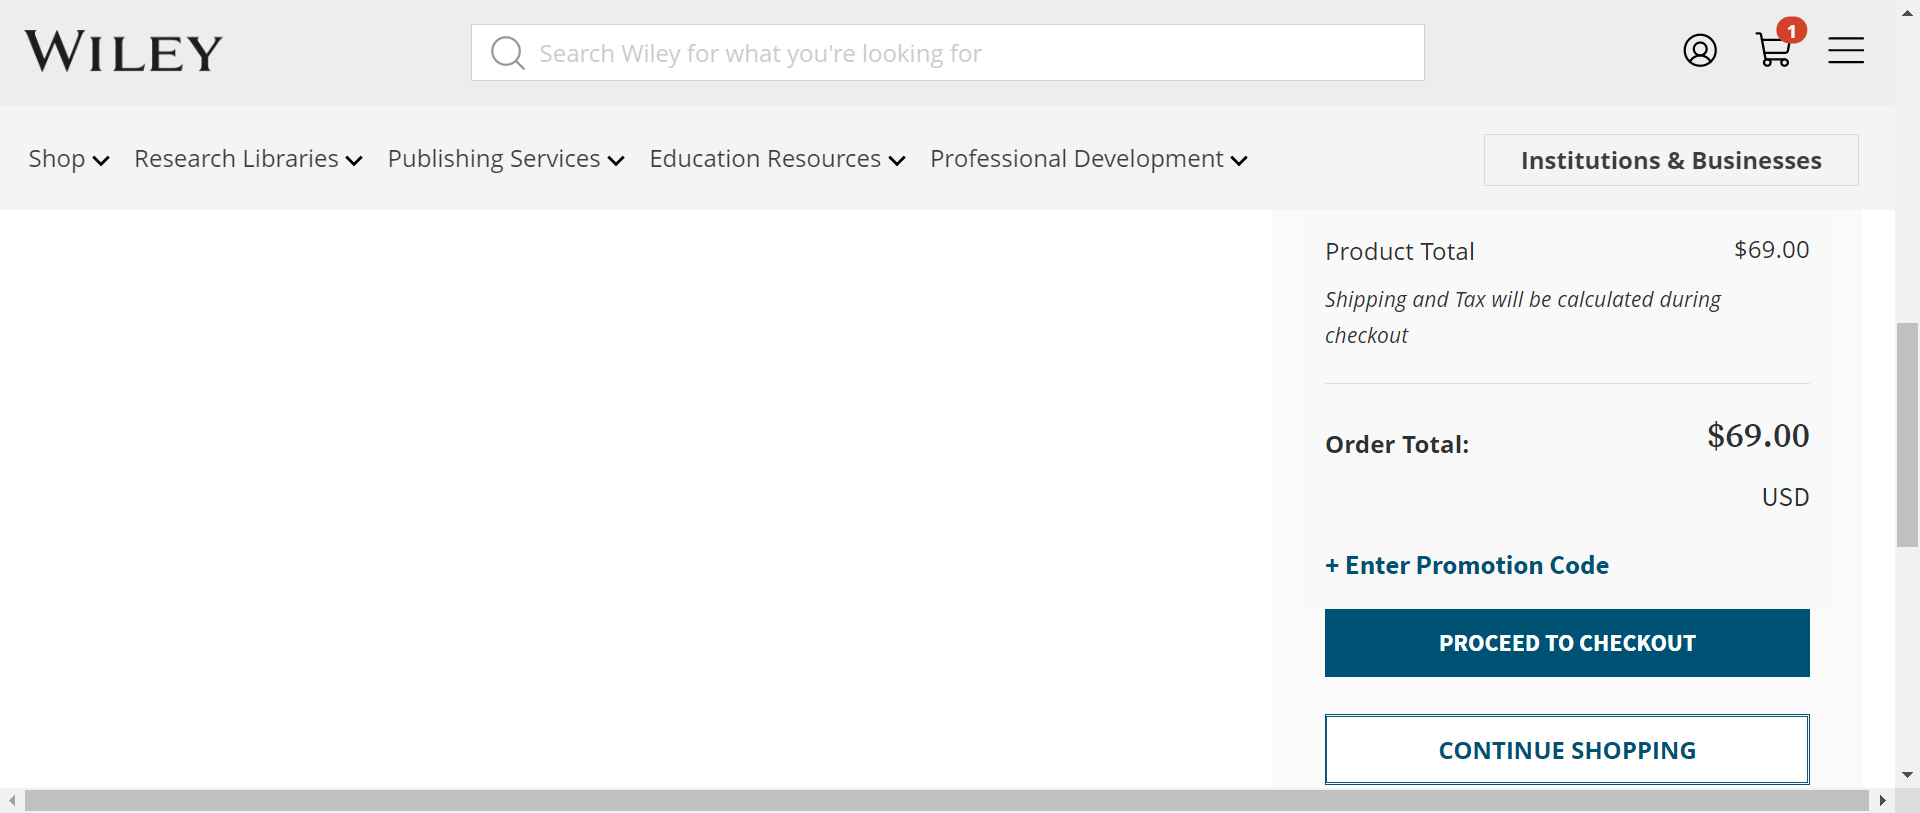 WILEY
Search Wiley for what you're looking for
1
Shop Research Libraries Publishing Services Education Resources Professional Development Institutions & Businesses
Product Total $69.00
Shipping and Tax will be calculated during
checkout
Order Total: $69.00
USD
+ Enter Promotion Code
PROCEED TO CHECKOUT
CONTINUE SHOPPING